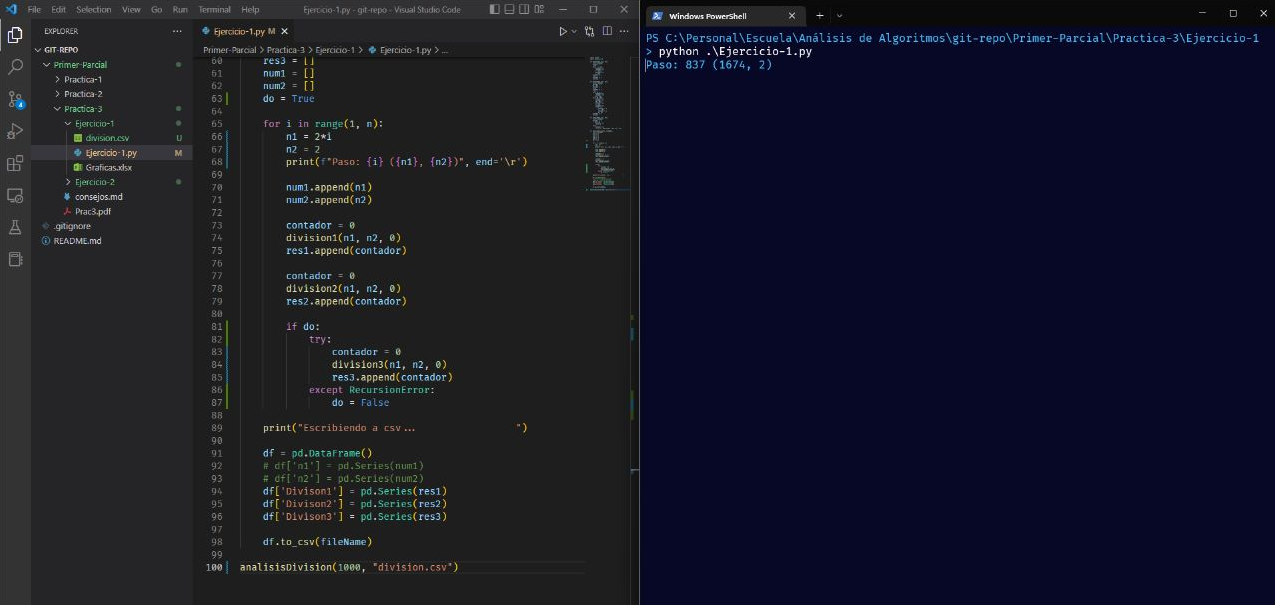 File Edit Selection View Go Run Terminal Help
Ejercicio-1.py - git-repo - Visual Studio Code
EXPLORER
GIT-REPO
Primer-Parcial
Practica-1
Practica-2
Practica-3
Ejercicio-1
division.csv U
Ejercicio-1.py M
Graficas.xlsx
Ejercicio-2
consejos.md
Prac3.pdf
.gitignore
README.md
4
Ejercicio-1.py M
Primer-Parcial > Practica-3 > Ejercicio-1 > Ejercicio-1.py > ...
60 res3 = []
61 num1 = []
62 num2 = []
63 do = True
64
65 for i in range(1, n):
66 n1 = 2*i
67 n2 = 2
68 print(f"Paso: {i} ({n1}, {n2})", end='\r')
69
70 num1.append(n1)
71 num2.append(n2)
72
73 contador = 0
74 division1(n1, n2, 0)
75 res1.append(contador)
76
77 contador = 0
78 division2(n1, n2, 0)
79 res2.append(contador)
80
81 if do:
82 try:
83 contador = 0
84 division3(n1, n2, 0)
85 res3.append(contador)
86 except RecursionError:
87 do = False
88
89 print("Escribiendo a csv...                ")
90
91 df = pd.DataFrame()
92 # df['n1'] = pd.Series(num1)
93 # df['n2'] = pd.Series(num2)
94 df['Divison1'] = pd.Series(res1)
95 df['Divison2'] = pd.Series(res2)
96 df['Divison3'] = pd.Series(res3)
97
98 df.to_csv(fileName)
99
100 analisisDivision(1000, "division.csv")
Windows PowerShell
PS C:\Personal\Escuela\Análisis de Algoritmos\git-repo\Primer-Parcial\Practica-3\Ejercicio-1
> python .\Ejercicio-1.py
Paso: 837 (1674, 2)